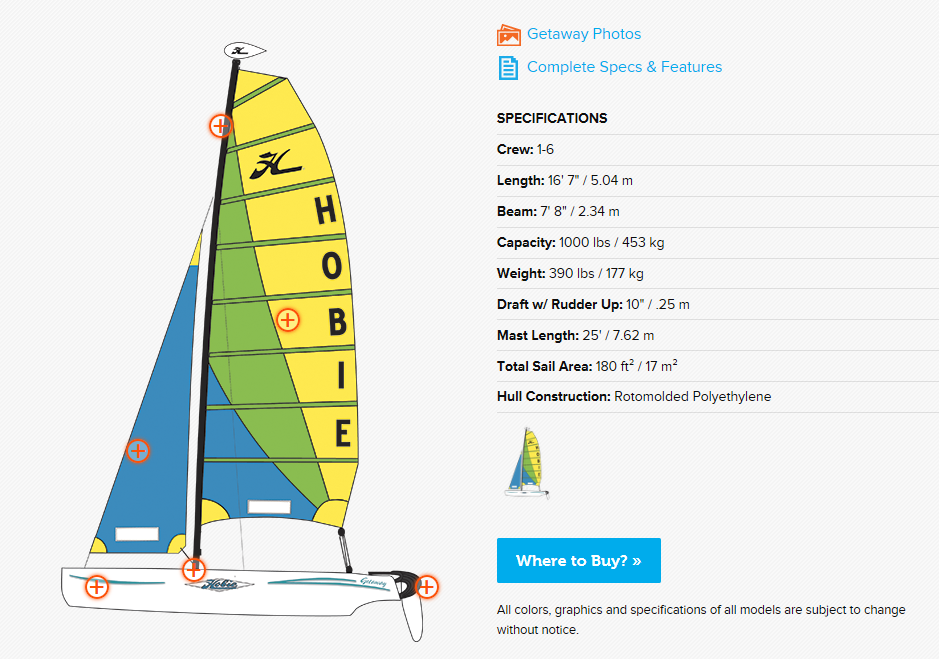 Getaway Photos
Complete Specs & Features
SPECIFICATIONS
Crew: 1-6
Length: 16' 7" / 5.04 m
Beam: 7' 8" / 2.34 m
Capacity: 1000 lbs / 453 kg
Weight: 390 lbs / 177 kg
Draft w/ Rudder Up: 10" / .25 m
Mast Length: 25' / 7.62 m
Total Sail Area: 180 ft² / 17 m²
Hull Construction: Rotomolded Polyethylene
Where to Buy? »
All colors, graphics and specifications of all models are subject to change
without notice.
H
O
B
I
E
Hobie
Getaway